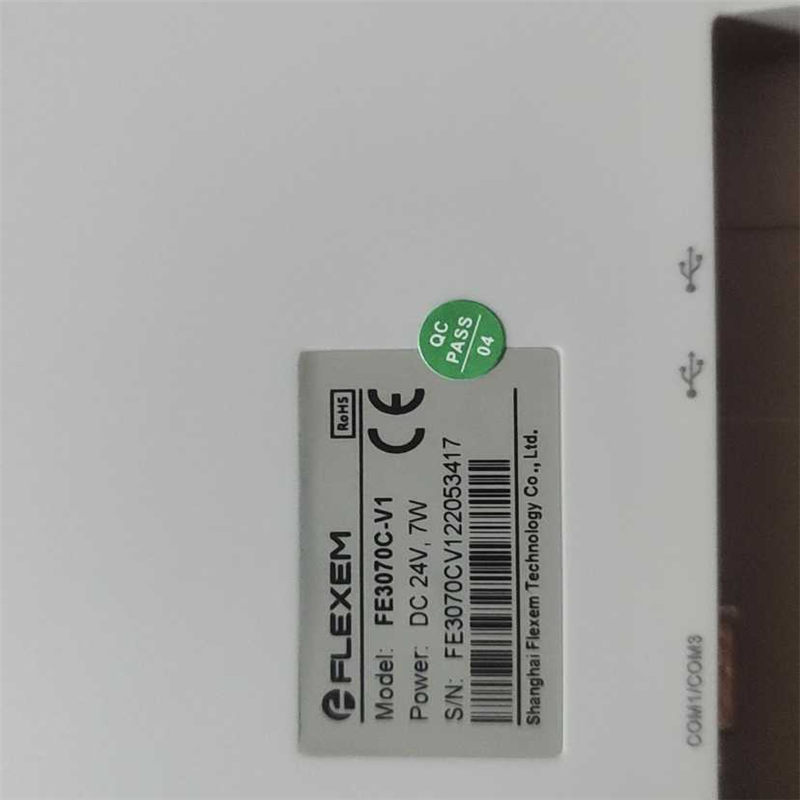 FLEXEM
RoHS
Model: FE3070C-V1
CE
Power: DC 24V, 7W
S/N: FE3070CV122053417
Shanghai Flexem Technology Co., Ltd.
QC
PASS
04
COM1/COM3